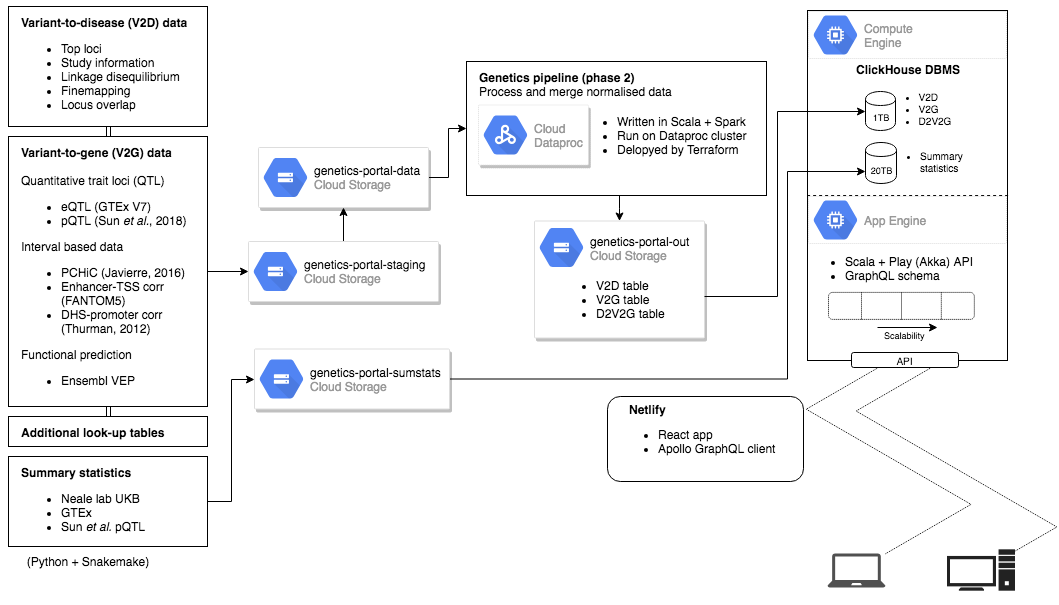 Variant-to-disease (V2D) data
Top loci
Study information
Linkage disequilibrium
Finemapping
Locus overlap
Variant-to-gene (V2G) data
Quantitative trait loci (QTL)
eQTL (GTEx V7)
pQTL (Sun et al., 2018)
Interval based data
PCHiC (Javierre, 2016)
Enhancer-TSS corr
(FANTOM5)
DHS-promoter corr
(Thurman, 2012)
Functional prediction
Ensembl VEP
Additional look-up tables
Summary statistics
Neale lab UKB
GTEx
Sun et al. pQTL
(Python + Snakemake)
genetics-portal-data
Cloud Storage
genetics-portal-staging
Cloud Storage
genetics-portal-sumstats
Cloud Storage
Genetics pipeline (phase 2)
Process and merge normalised data
Cloud
Dataproc
Written in Scala + Spark
Run on Dataproc cluster
Delopyed by Terraform
genetics-portal-out
Cloud Storage
V2D table
V2G table
D2V2G table
Netlify
React app
Apollo GraphQL client
Compute
Engine
ClickHouse DBMS
1TB
V2D
V2G
D2V2G
20TB
Summary
statistics
App Engine
Scala + Play (Akka) API
GraphQL schema
Scalability
API